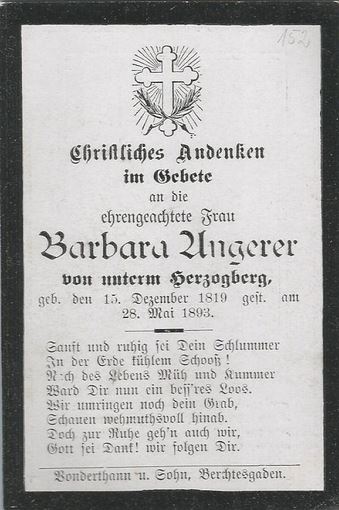 152
Christliches Andenken
im Gebete
an die
ehrengeachtete Frau
Barbara Angerer
von unterm Herzogberg,
geb. den 15. Dezember 1819 gest. am
28. Mai 1893.
Sanft und ruhig sei Dein Schlummer
In der Erde kühlem Schooß!
Nach des Lebens Müh und Kummer
Ward Dir nun ein bess'res Loos.
Wir umringen noch dein Grab,
Schauen wehmuthsvoll hinab.
Doch zur Ruhe geh'n auch wir,
Gott sei Dank! wir folgen Dir.
Vonderthann u. Sohn, Berchtesgaden.